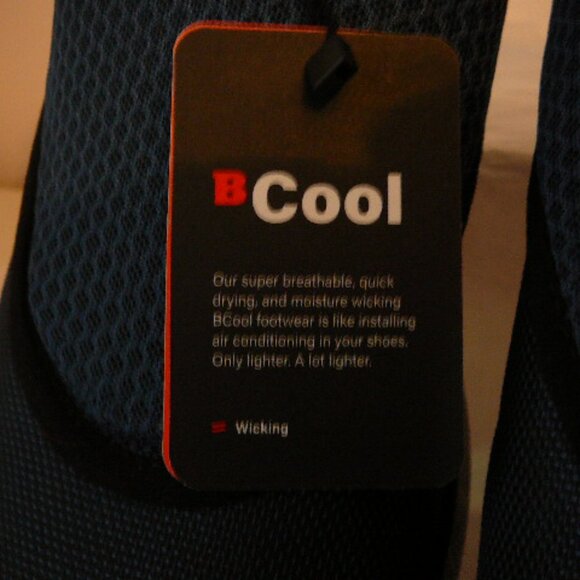 BCool
Our super breathable, quick
drying, and moisture wicking
BCool footwear is like installing
air conditioning in your shoes.
Only lighter. A lot lighter.
Wicking